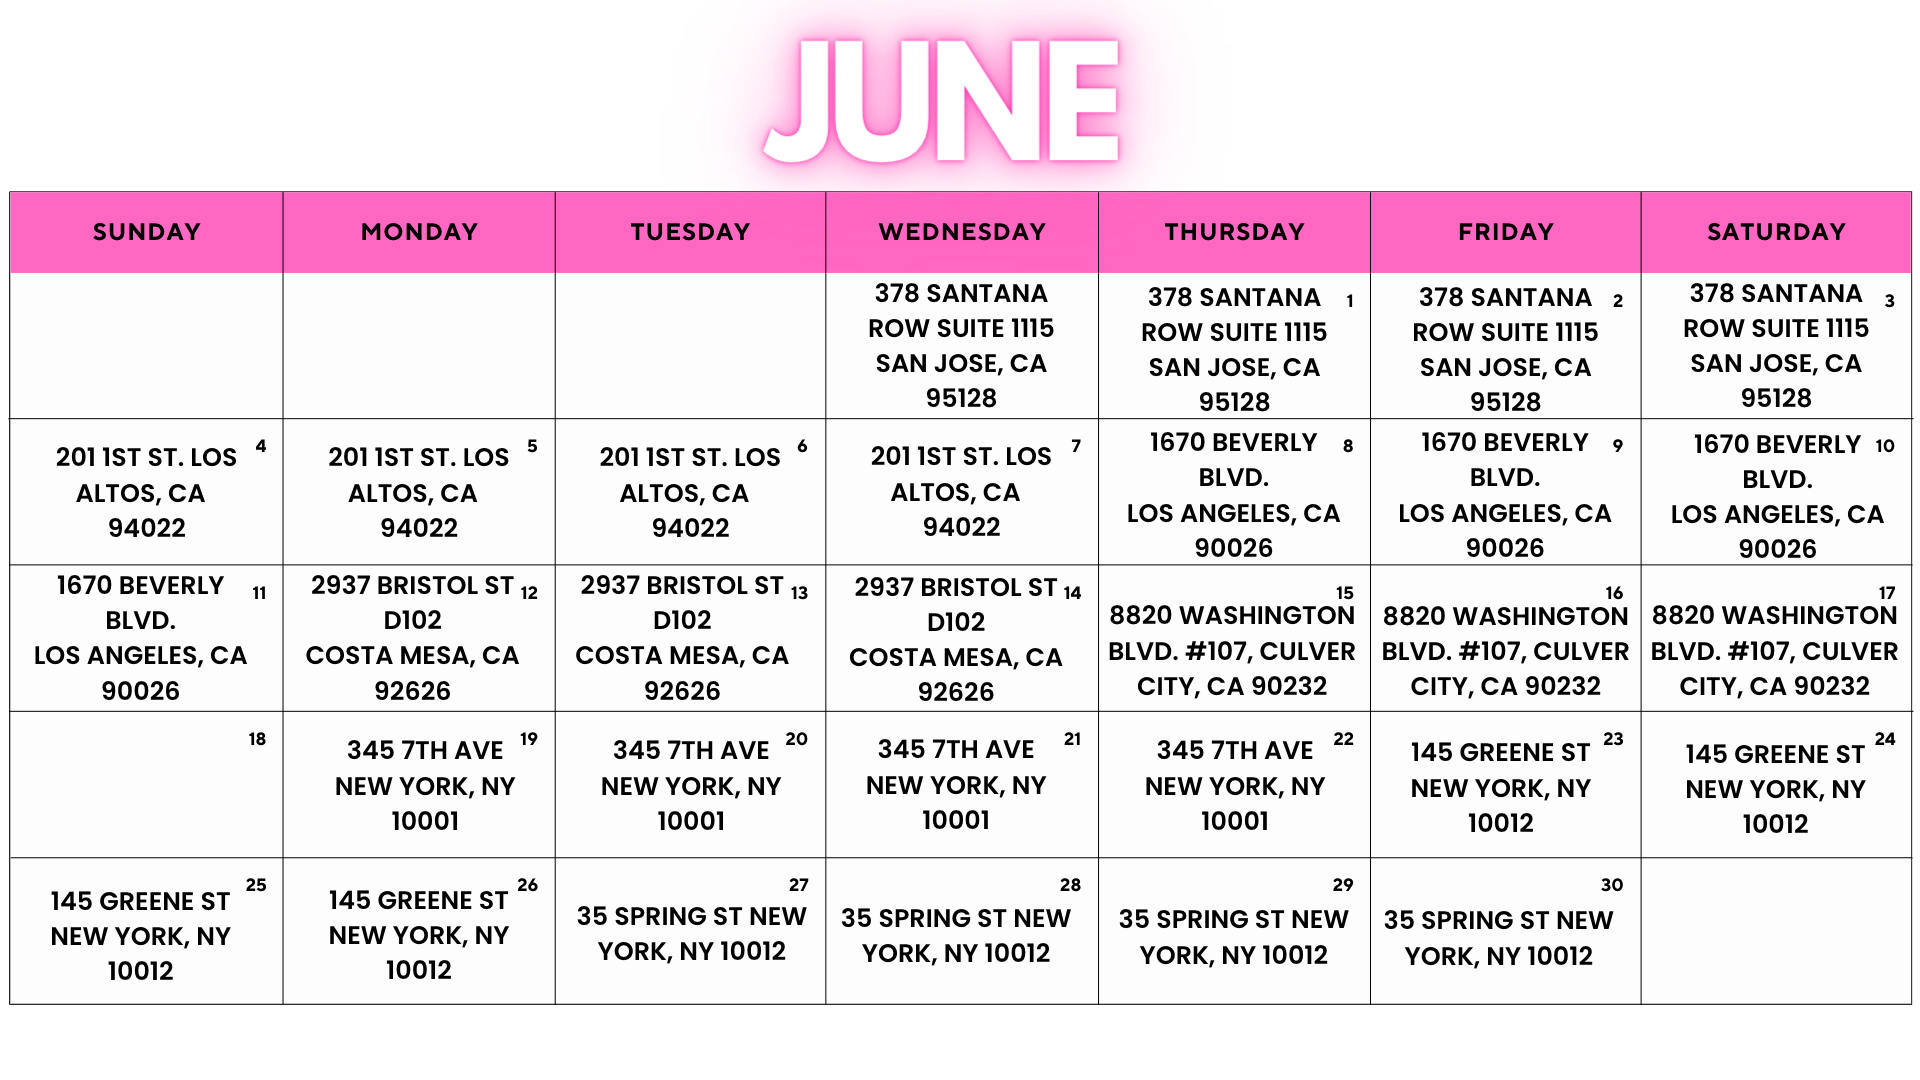 JUNE
SUNDAY MONDAY TUESDAY WEDNESDAY THURSDAY FRIDAY SATURDAY
378 SANTANA
ROW SUITE 1115
SAN JOSE, CA
95128
378 SANTANA 1
ROW SUITE 1115
SAN JOSE, CA
95128
378 SANTANA 2
ROW SUITE 1115
SAN JOSE, CA
95128
378 SANTANA 3
ROW SUITE 1115
SAN JOSE, CA
95128
201 1ST ST. LOS 4
ALTOS, CA
94022
201 1ST ST. LOS 5
ALTOS, CA
94022
201 1ST ST. LOS 6
ALTOS, CA
94022
201 1ST ST. LOS 7
ALTOS, CA
94022
1670 BEVERLY 8
BLVD.
LOS ANGELES, CA
90026
1670 BEVERLY 9
BLVD.
LOS ANGELES, CA
90026
1670 BEVERLY 10
BLVD.
LOS ANGELES, CA
90026
1670 BEVERLY 11
BLVD.
LOS ANGELES, CA
90026
2937 BRISTOL ST 12
D102
COSTA MESA, CA
92626
2937 BRISTOL ST 13
D102
COSTA MESA, CA
92626
2937 BRISTOL ST 14
D102
COSTA MESA, CA
92626
15
8820 WASHINGTON
BLVD. #107, CULVER
CITY, CA 90232
16
8820 WASHINGTON
BLVD. #107, CULVER
CITY, CA 90232
17
8820 WASHINGTON
BLVD. #107, CULVER
CITY, CA 90232
18
345 7TH AVE 19
NEW YORK, NY
10001
345 7TH AVE 20
NEW YORK, NY
10001
345 7TH AVE 21
NEW YORK, NY
10001
345 7TH AVE 22
NEW YORK, NY
10001
145 GREENE ST 23
NEW YORK, NY
10012
145 GREENE ST 24
NEW YORK, NY
10012
145 GREENE ST 25
NEW YORK, NY
10012
145 GREENE ST 26
NEW YORK, NY
10012
27
35 SPRING ST NEW
YORK, NY 10012
28
35 SPRING ST NEW
YORK, NY 10012
29
35 SPRING ST NEW
YORK, NY 10012
30
35 SPRING ST NEW
YORK, NY 10012